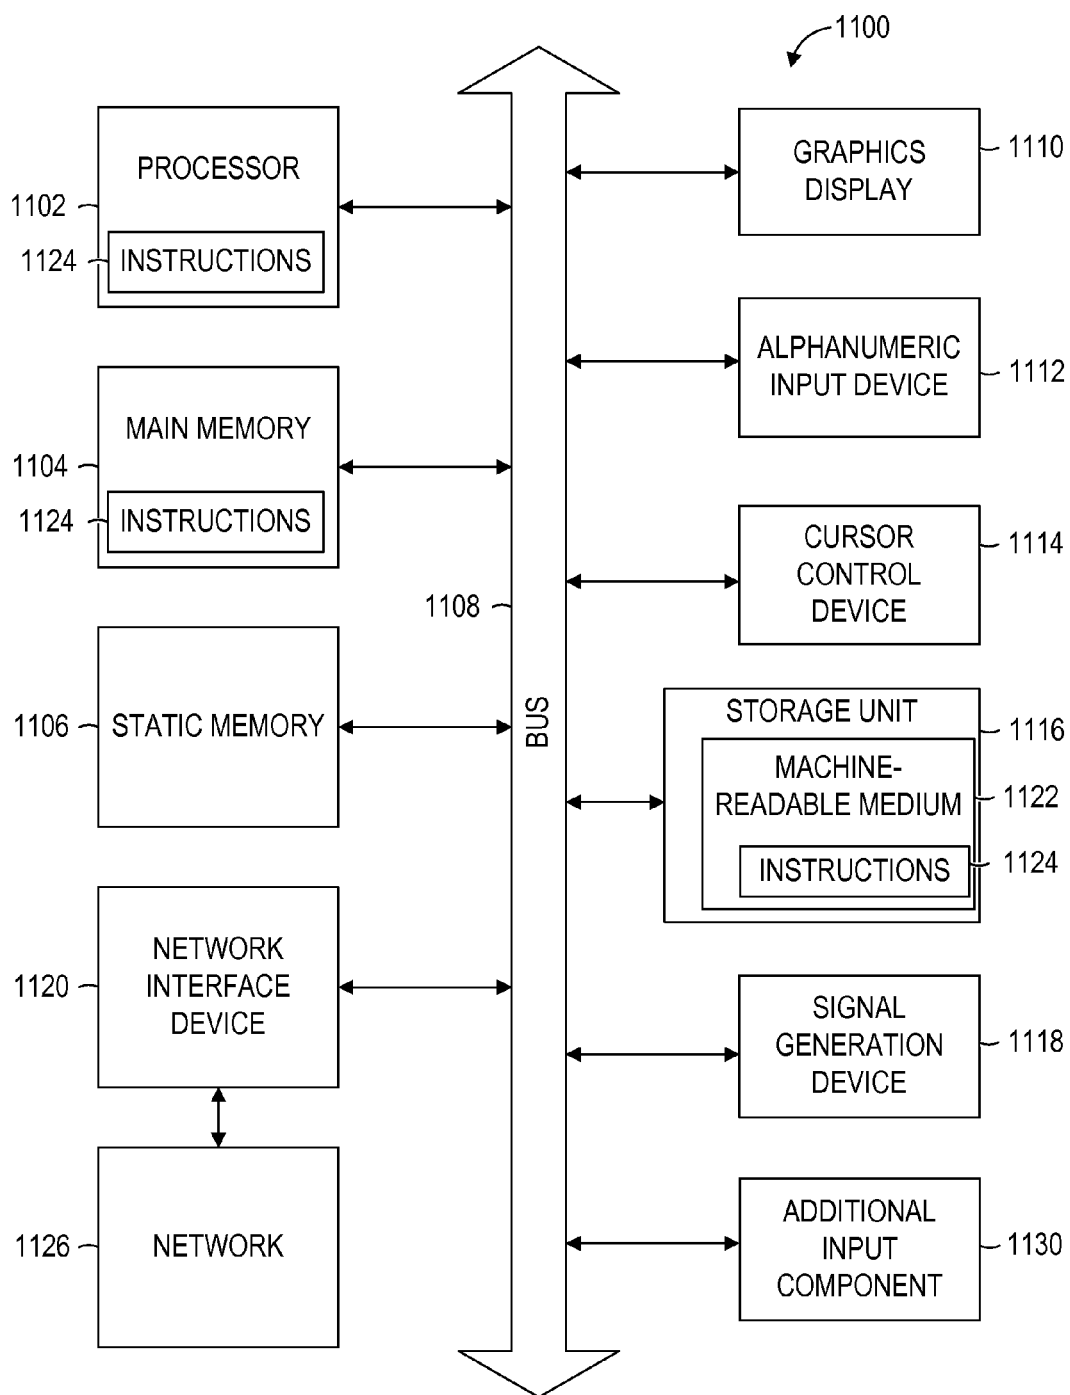 1100
PROCESSOR
1102
1124
INSTRUCTIONS
MAIN MEMORY
1104
1124
INSTRUCTIONS
1106
STATIC MEMORY
1120
NETWORK
INTERFACE
DEVICE
1126
NETWORK
1108
BUS
GRAPHICS
DISPLAY
1110
ALPHANUMERIC
INPUT DEVICE
1112
CURSOR
CONTROL
DEVICE
1114
STORAGE UNIT
1116
MACHINE-
READABLE MEDIUM
1122
INSTRUCTIONS
1124
SIGNAL
GENERATION
DEVICE
1118
ADDITIONAL
INPUT
COMPONENT
1130